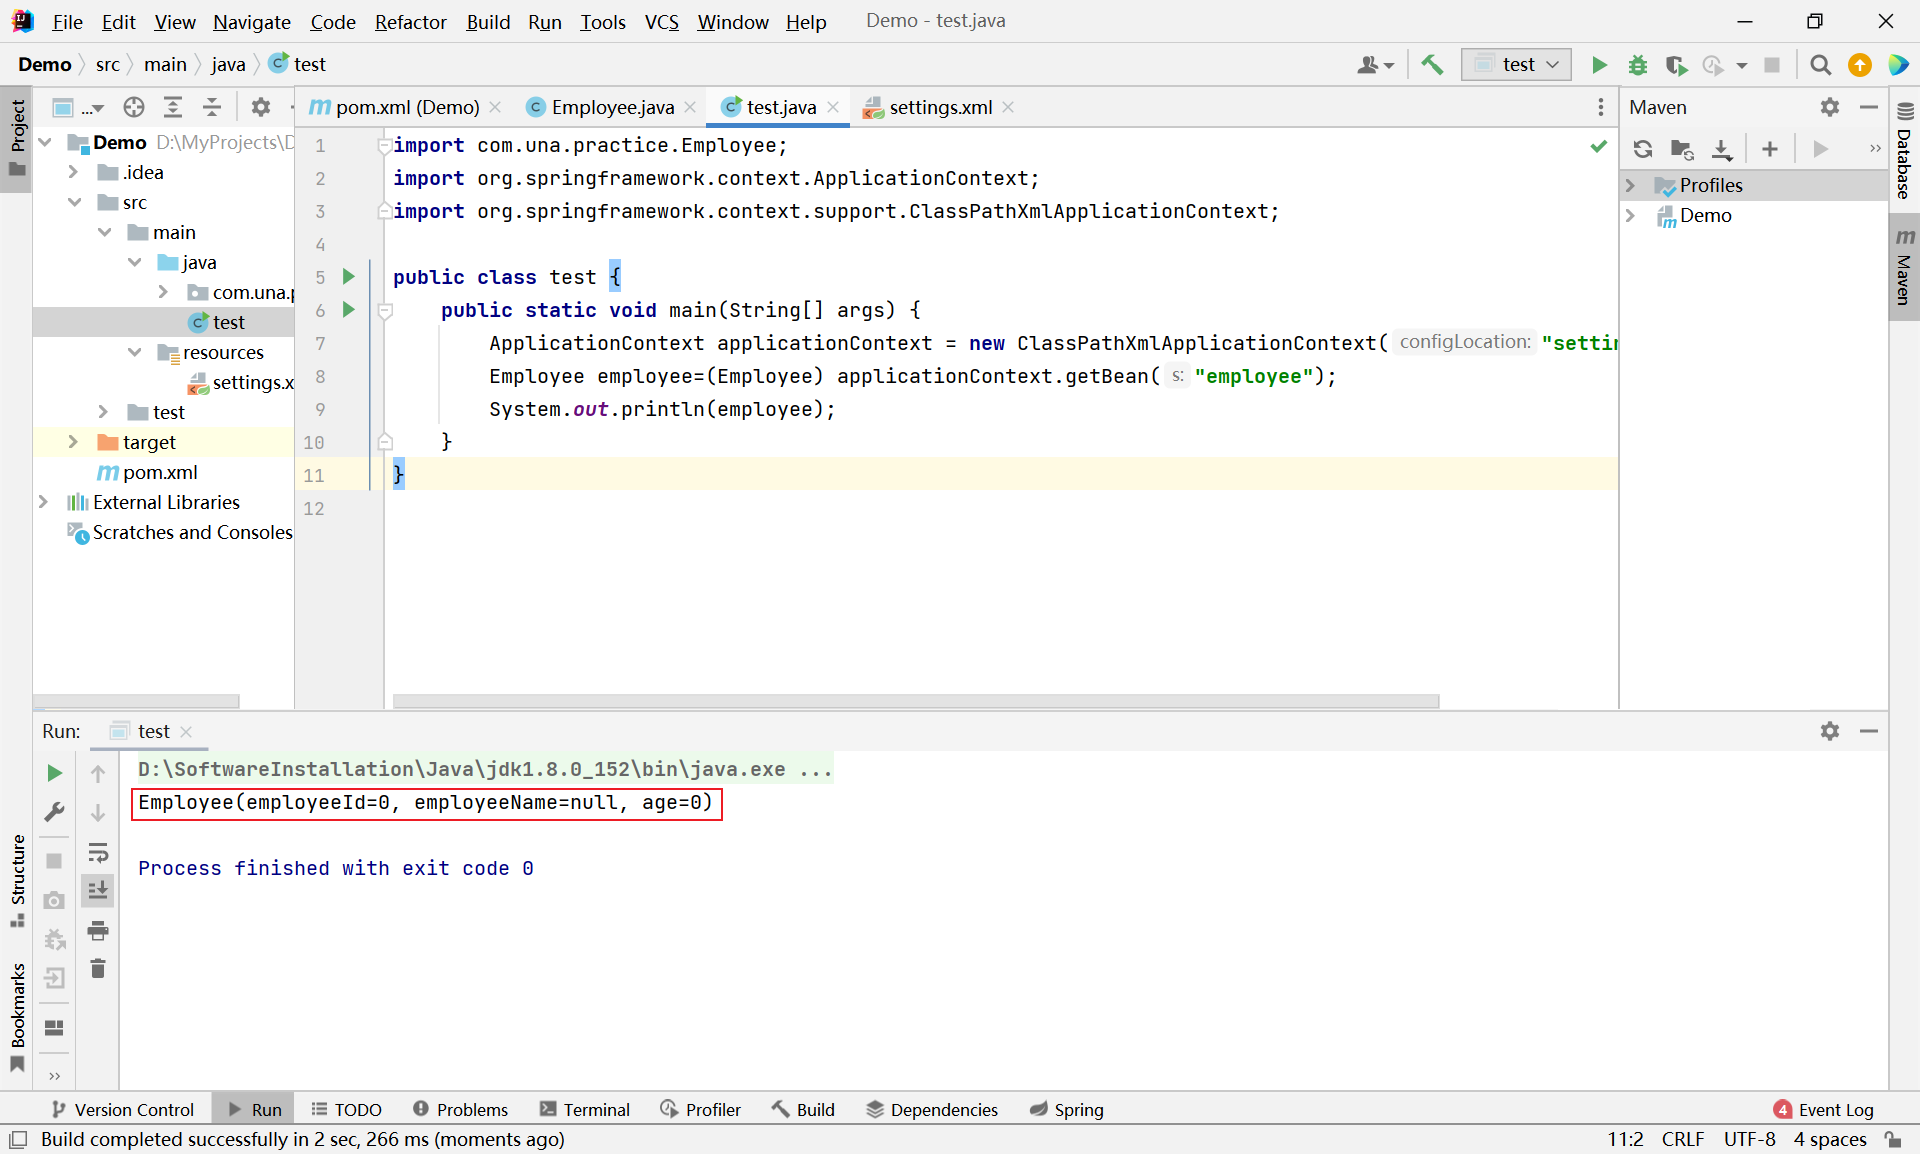 File Edit View Navigate Code Refactor Build Run Tools VCS Window Help Demo - test.java
Demo src main java test
test
Project
...
pom.xml (Demo) Employee.java test.java settings.xml
Maven
Demo D:\MyProjects\D
.idea
src
main
java
com.una.p
test
resources
settings.x
test
target
pom.xml
External Libraries
Scratches and Consoles
1 import com.una.practice.Employee;
2 import org.springframework.context.ApplicationContext;
3 import org.springframework.context.support.ClassPathXmlApplicationContext;
4
5 public class test {
6 public static void main(String[] args) {
7 ApplicationContext applicationContext = new ClassPathXmlApplicationContext( configLocation: "settin
8 Employee employee=(Employee) applicationContext.getBean( s: "employee");
9 System.out.println(employee);
10 }
11 }
12
Profiles
Demo
Database
Maven
Run: test
D:\SoftwareInstallation\Java\jdk1.8.0_152\bin\java.exe ...
Employee(employeeId=0, employeeName=null, age=0)
Process finished with exit code 0
Structure
Bookmarks
Version Control Run TODO Problems Terminal Profiler Build Dependencies Spring 4 Event Log
Build completed successfully in 2 sec, 266 ms (moments ago) 11:2 CRLF UTF-8 4 spaces